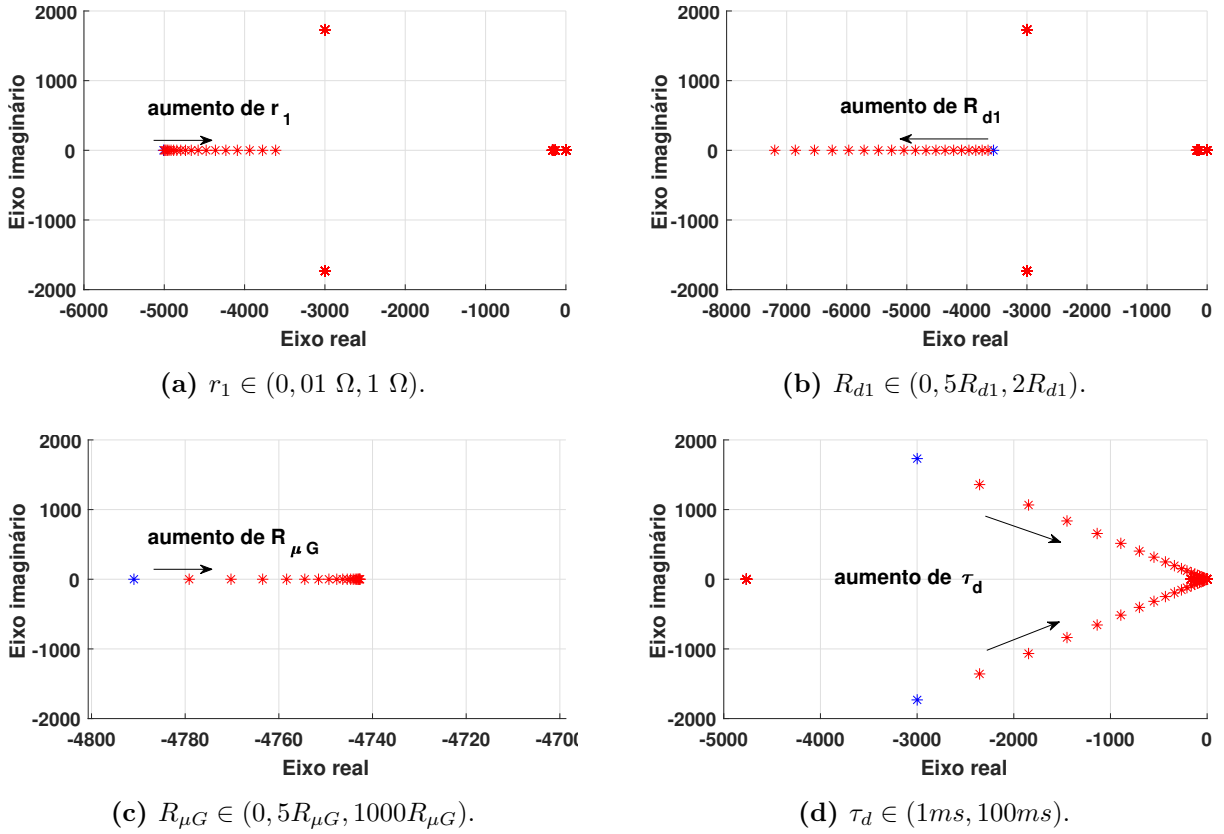 2000
1000
0
-1000
-2000
Eixo imaginário
aumento de r 1
-6000 -5000 -4000 -3000 -2000 -1000 0
Eixo real
(a) r1 ∈ (0, 01 Ω, 1 Ω).
2000
1000
0
-1000
-2000
Eixo imaginário
aumento de R d1
-8000 -7000 -6000 -5000 -4000 -3000 -2000 -1000 0
Eixo real
(b) Rd1 ∈ (0, 5Rd1, 2Rd1).
2000
1000
0
-1000
-2000
Eixo imaginário
aumento de R μ G
-4800 -4780 -4760 -4740 -4720 -4700
Eixo real
(c) RμG ∈ (0, 5RμG, 1000RμG).
2000
1000
0
-1000
-2000
Eixo imaginário
aumento de τ d
-5000 -4000 -3000 -2000 -1000 0
Eixo real
(d) τd ∈ (1ms, 100ms).